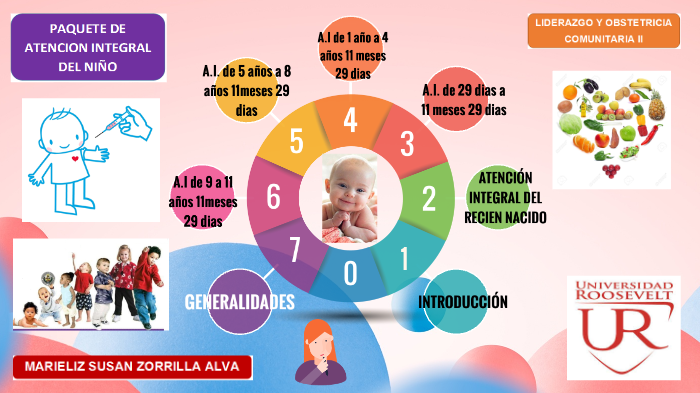 PAQUETE DE
ATENCION INTEGRAL
DEL NIÑO
LIDERAZGO Y OBSTETRICIA
COMUNITARIA II
A.I de 1 año a 4
años 11 meses
29 dias
A.I. de 5 años a 8
años 11meses 29
dias
A.I. de 29 dias a
11 meses 29 dias
A.I de 9 a 11
años 11meses
29 dias
ATENCIÓN
INTEGRAL DEL
RECIEN NACIDO
GENERALIDADES
INTRODUCCIÓN
4
5
3
6
2
7
1
0
UNIVERSIDAD
ROOSEVELT
UR
MARIELIZ SUSAN ZORRILLA ALVA